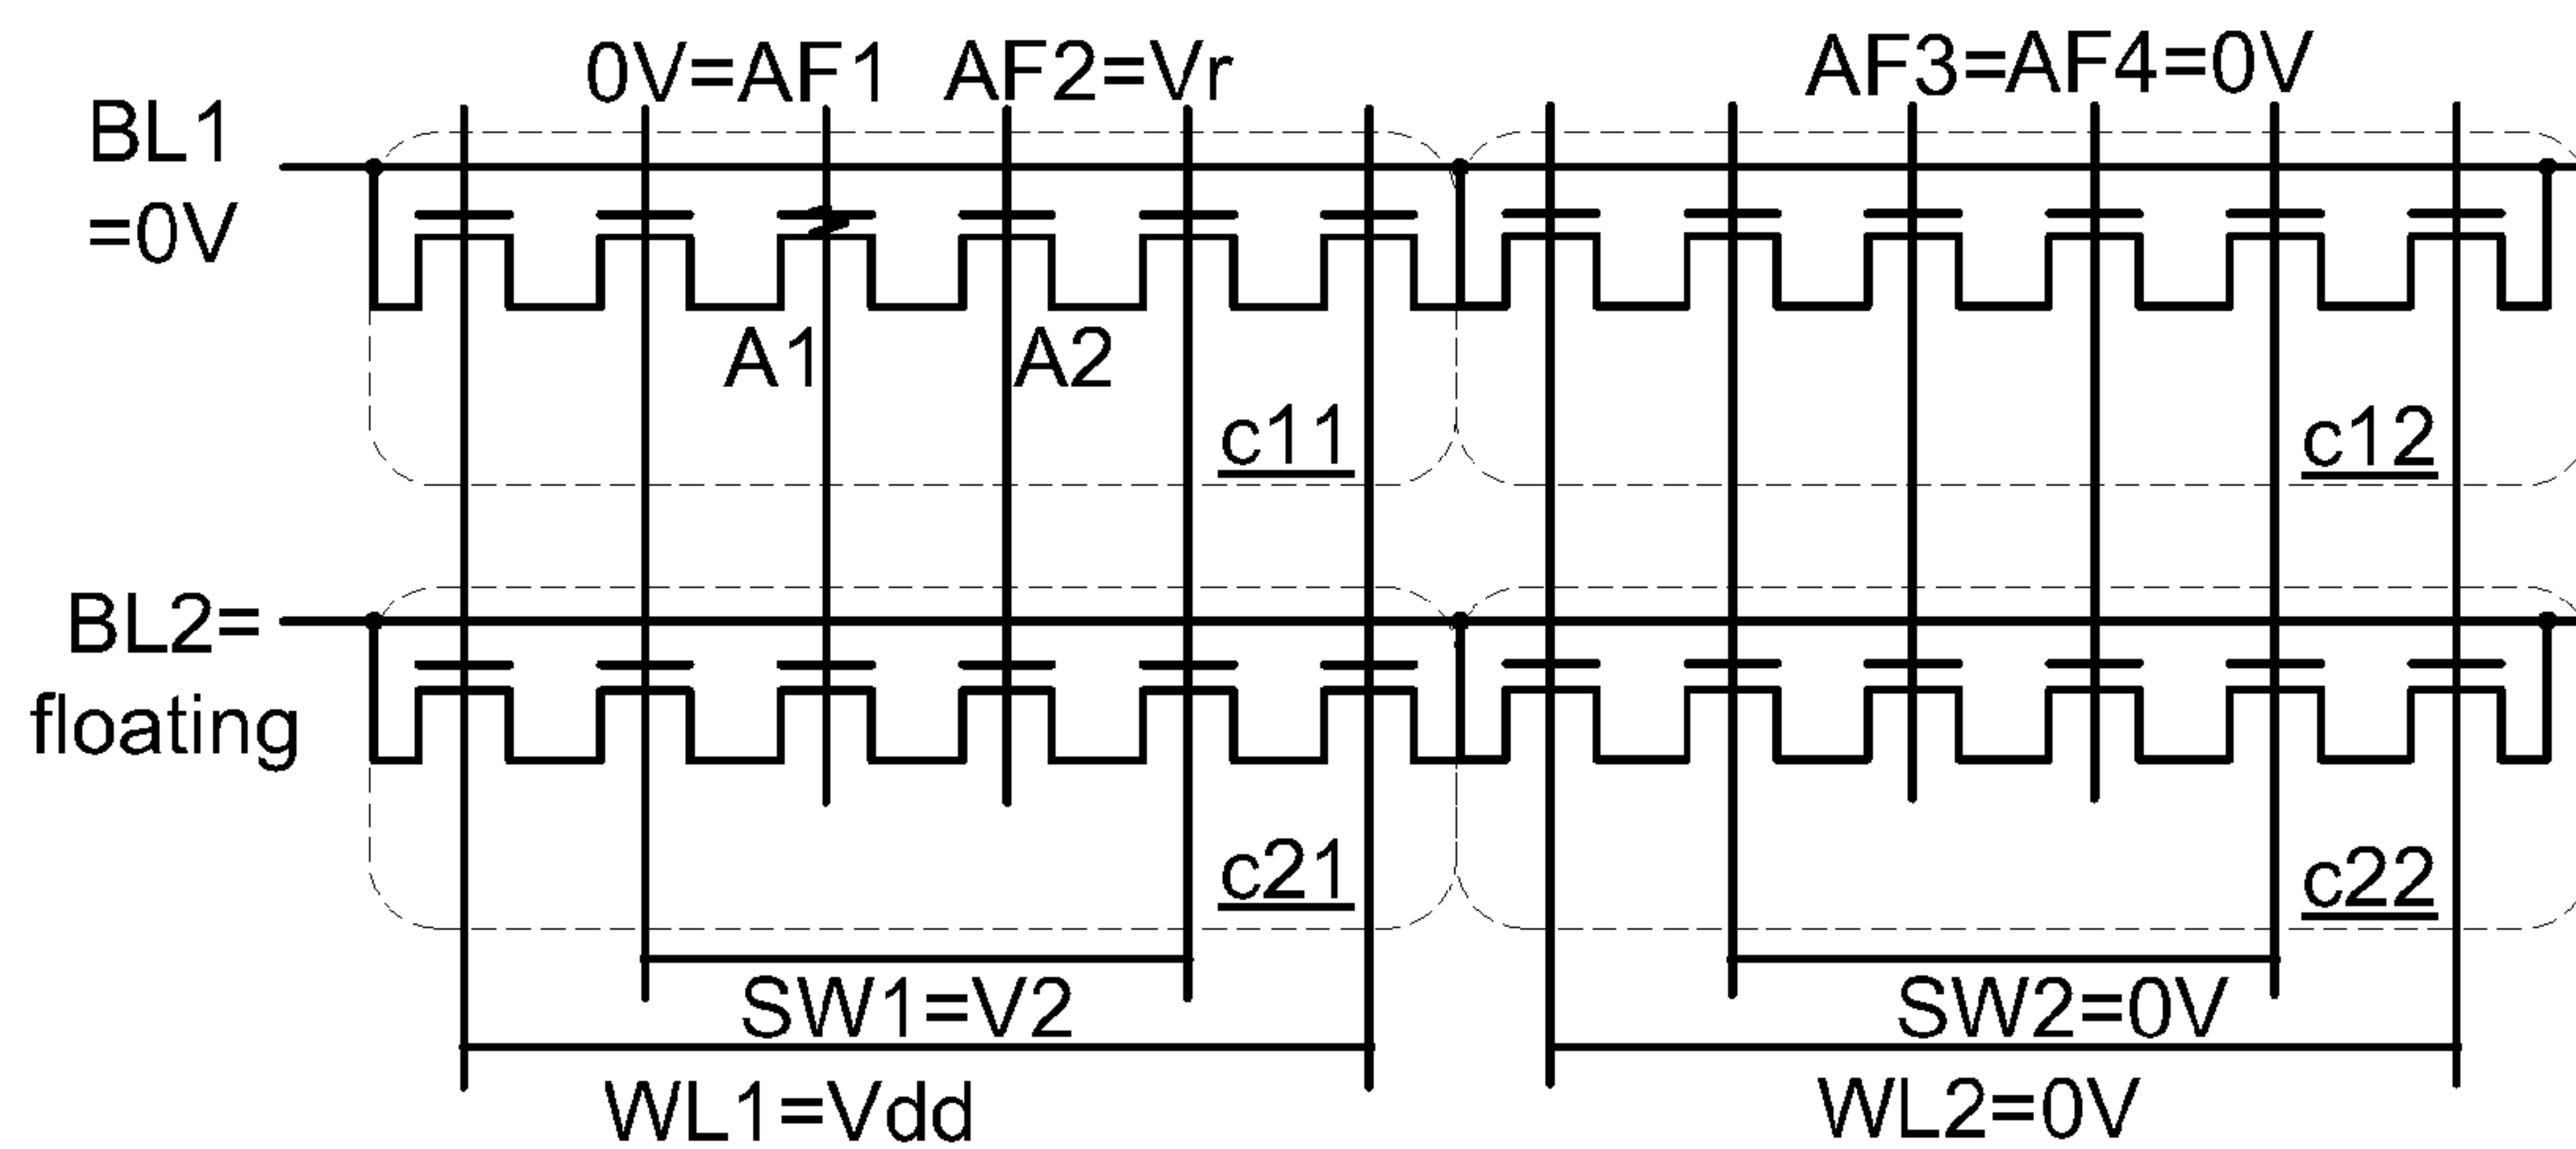 0V=AF1 AF2=Vr AF3=AF4=0V
BL1
=0V
A1 A2
c11 c12
BL2=
floating
c21 c22
SW1=V2 SW2=0V
WL1=Vdd WL2=0V